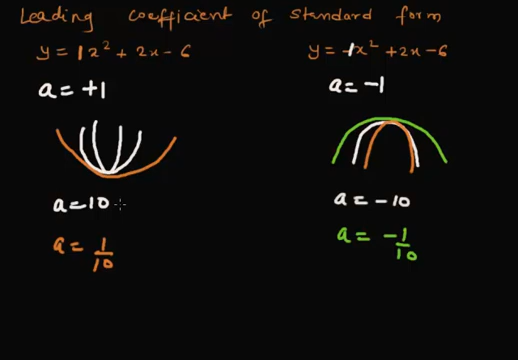 Leading coefficient of standard form
y = 1x² + 2x - 6
a = +1
a = 10
a = 1/10
y = -1x² + 2x - 6
a = -1
a = -10
a = -1/10